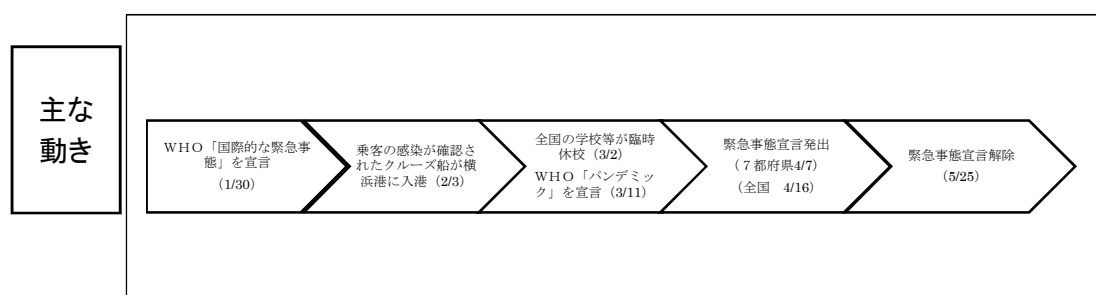 主な
動き
ＷＨＯ「国際的な緊急事
態」を宣言
（1/30）
乗客の感染が確認さ
れたクルーズ船が横
浜港に入港（2/3）
全国の学校等が臨時
休校（3/2）
ＷＨＯ「パンデミッ
ク」を宣言（3/11）
緊急事態宣言発出
（７都府県4/7）
（全国　4/16）
緊急事態宣言解除
（5/25）